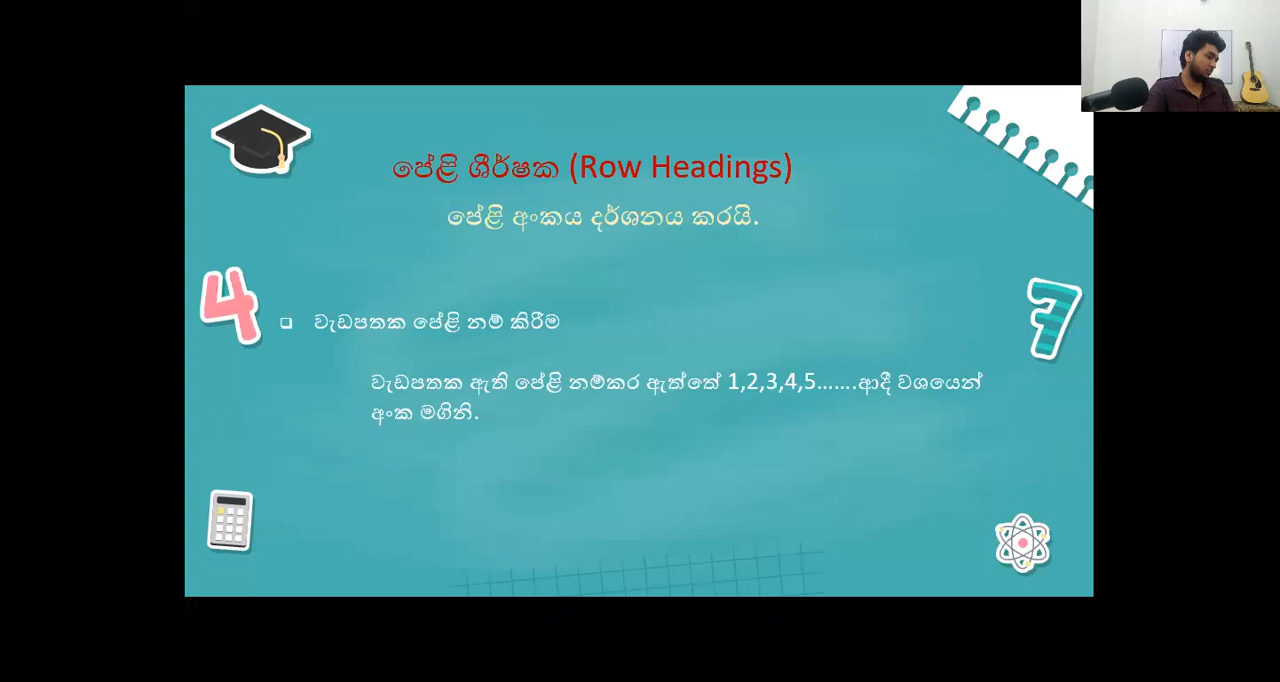 පේළි ශීර්ෂක (Row Headings)
පේළි අංකය දර්ශනය කරයි.
වැඩපතක පේළි නම් කිරීම
වැඩපතක ඇති පේළි නම්කර ඇත්තේ 1,2,3,4,5.......ආදී වශයෙන්
අංක මගිනි.
4
7